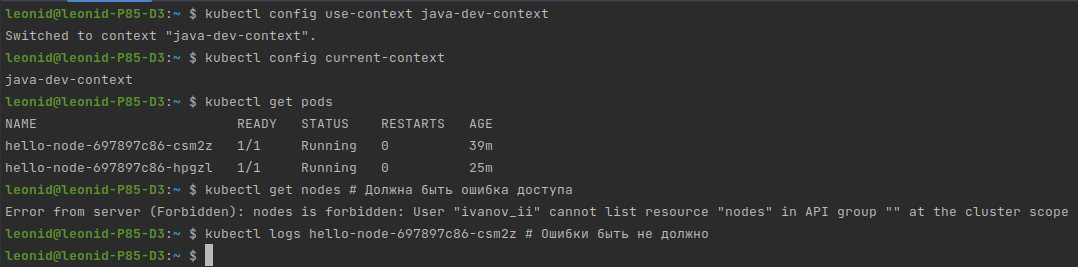 leonid@leonid-P85-D3:~ $ kubectl config use-context java-dev-context
Switched to context "java-dev-context".
leonid@leonid-P85-D3:~ $ kubectl config current-context
java-dev-context
leonid@leonid-P85-D3:~ $ kubectl get pods
NAME                          READY   STATUS    RESTARTS   AGE
hello-node-697897c86-csm2z   1/1     Running   0          39m
hello-node-697897c86-hpgzl   1/1     Running   0          25m
leonid@leonid-P85-D3:~ $ kubectl get nodes # Должна быть ошибка доступа
Error from server (Forbidden): nodes is forbidden: User "ivanov_ii" cannot list resource "nodes" in API group "" at the cluster scope
leonid@leonid-P85-D3:~ $ kubectl logs hello-node-697897c86-csm2z # Ошибки быть не должно
leonid@leonid-P85-D3:~ $